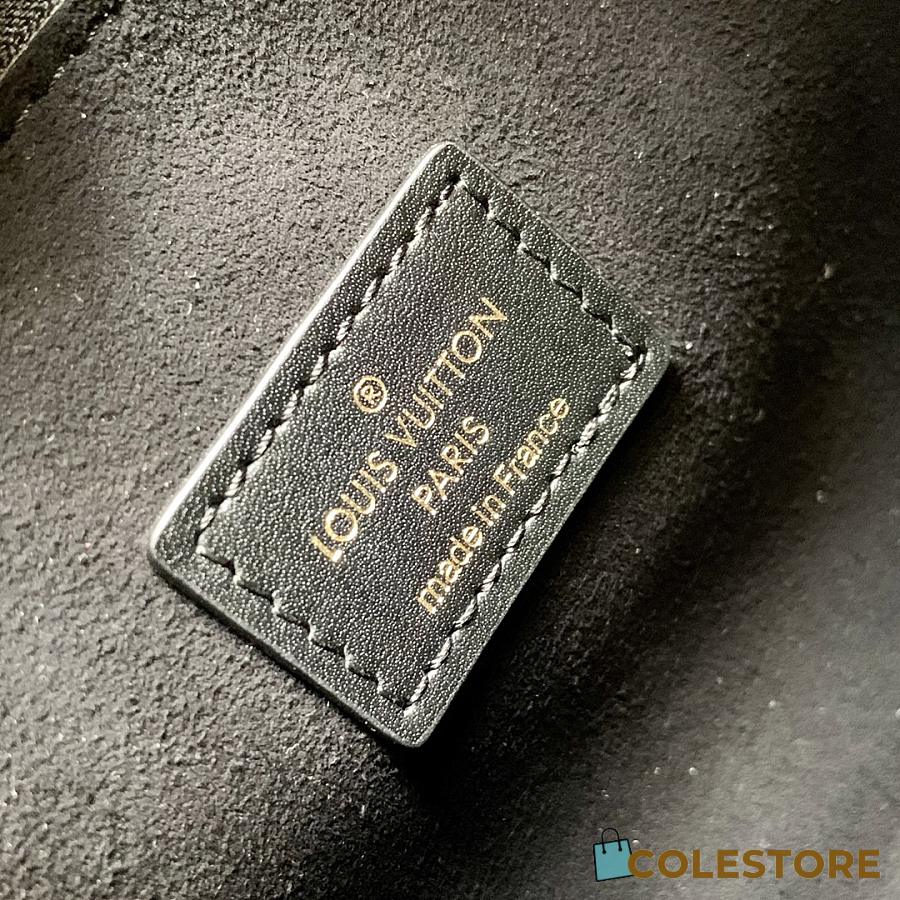 ®
LOUIS VUITTON
PARIS
made in France
COLESTORE